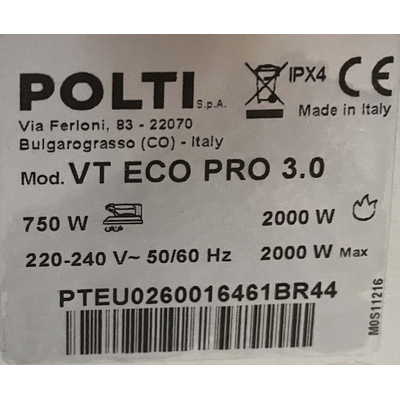 POLTI S.p.A.
IPX4 CE
Made in Italy
Via Ferloni, 83 - 22070
Bulgarograsso (CO) - Italy
Mod. VT ECO PRO 3.0
750 W 2000 W
220-240 V~ 50/60 Hz 2000 W Max
PTEU0260016461BR44
M0S11216